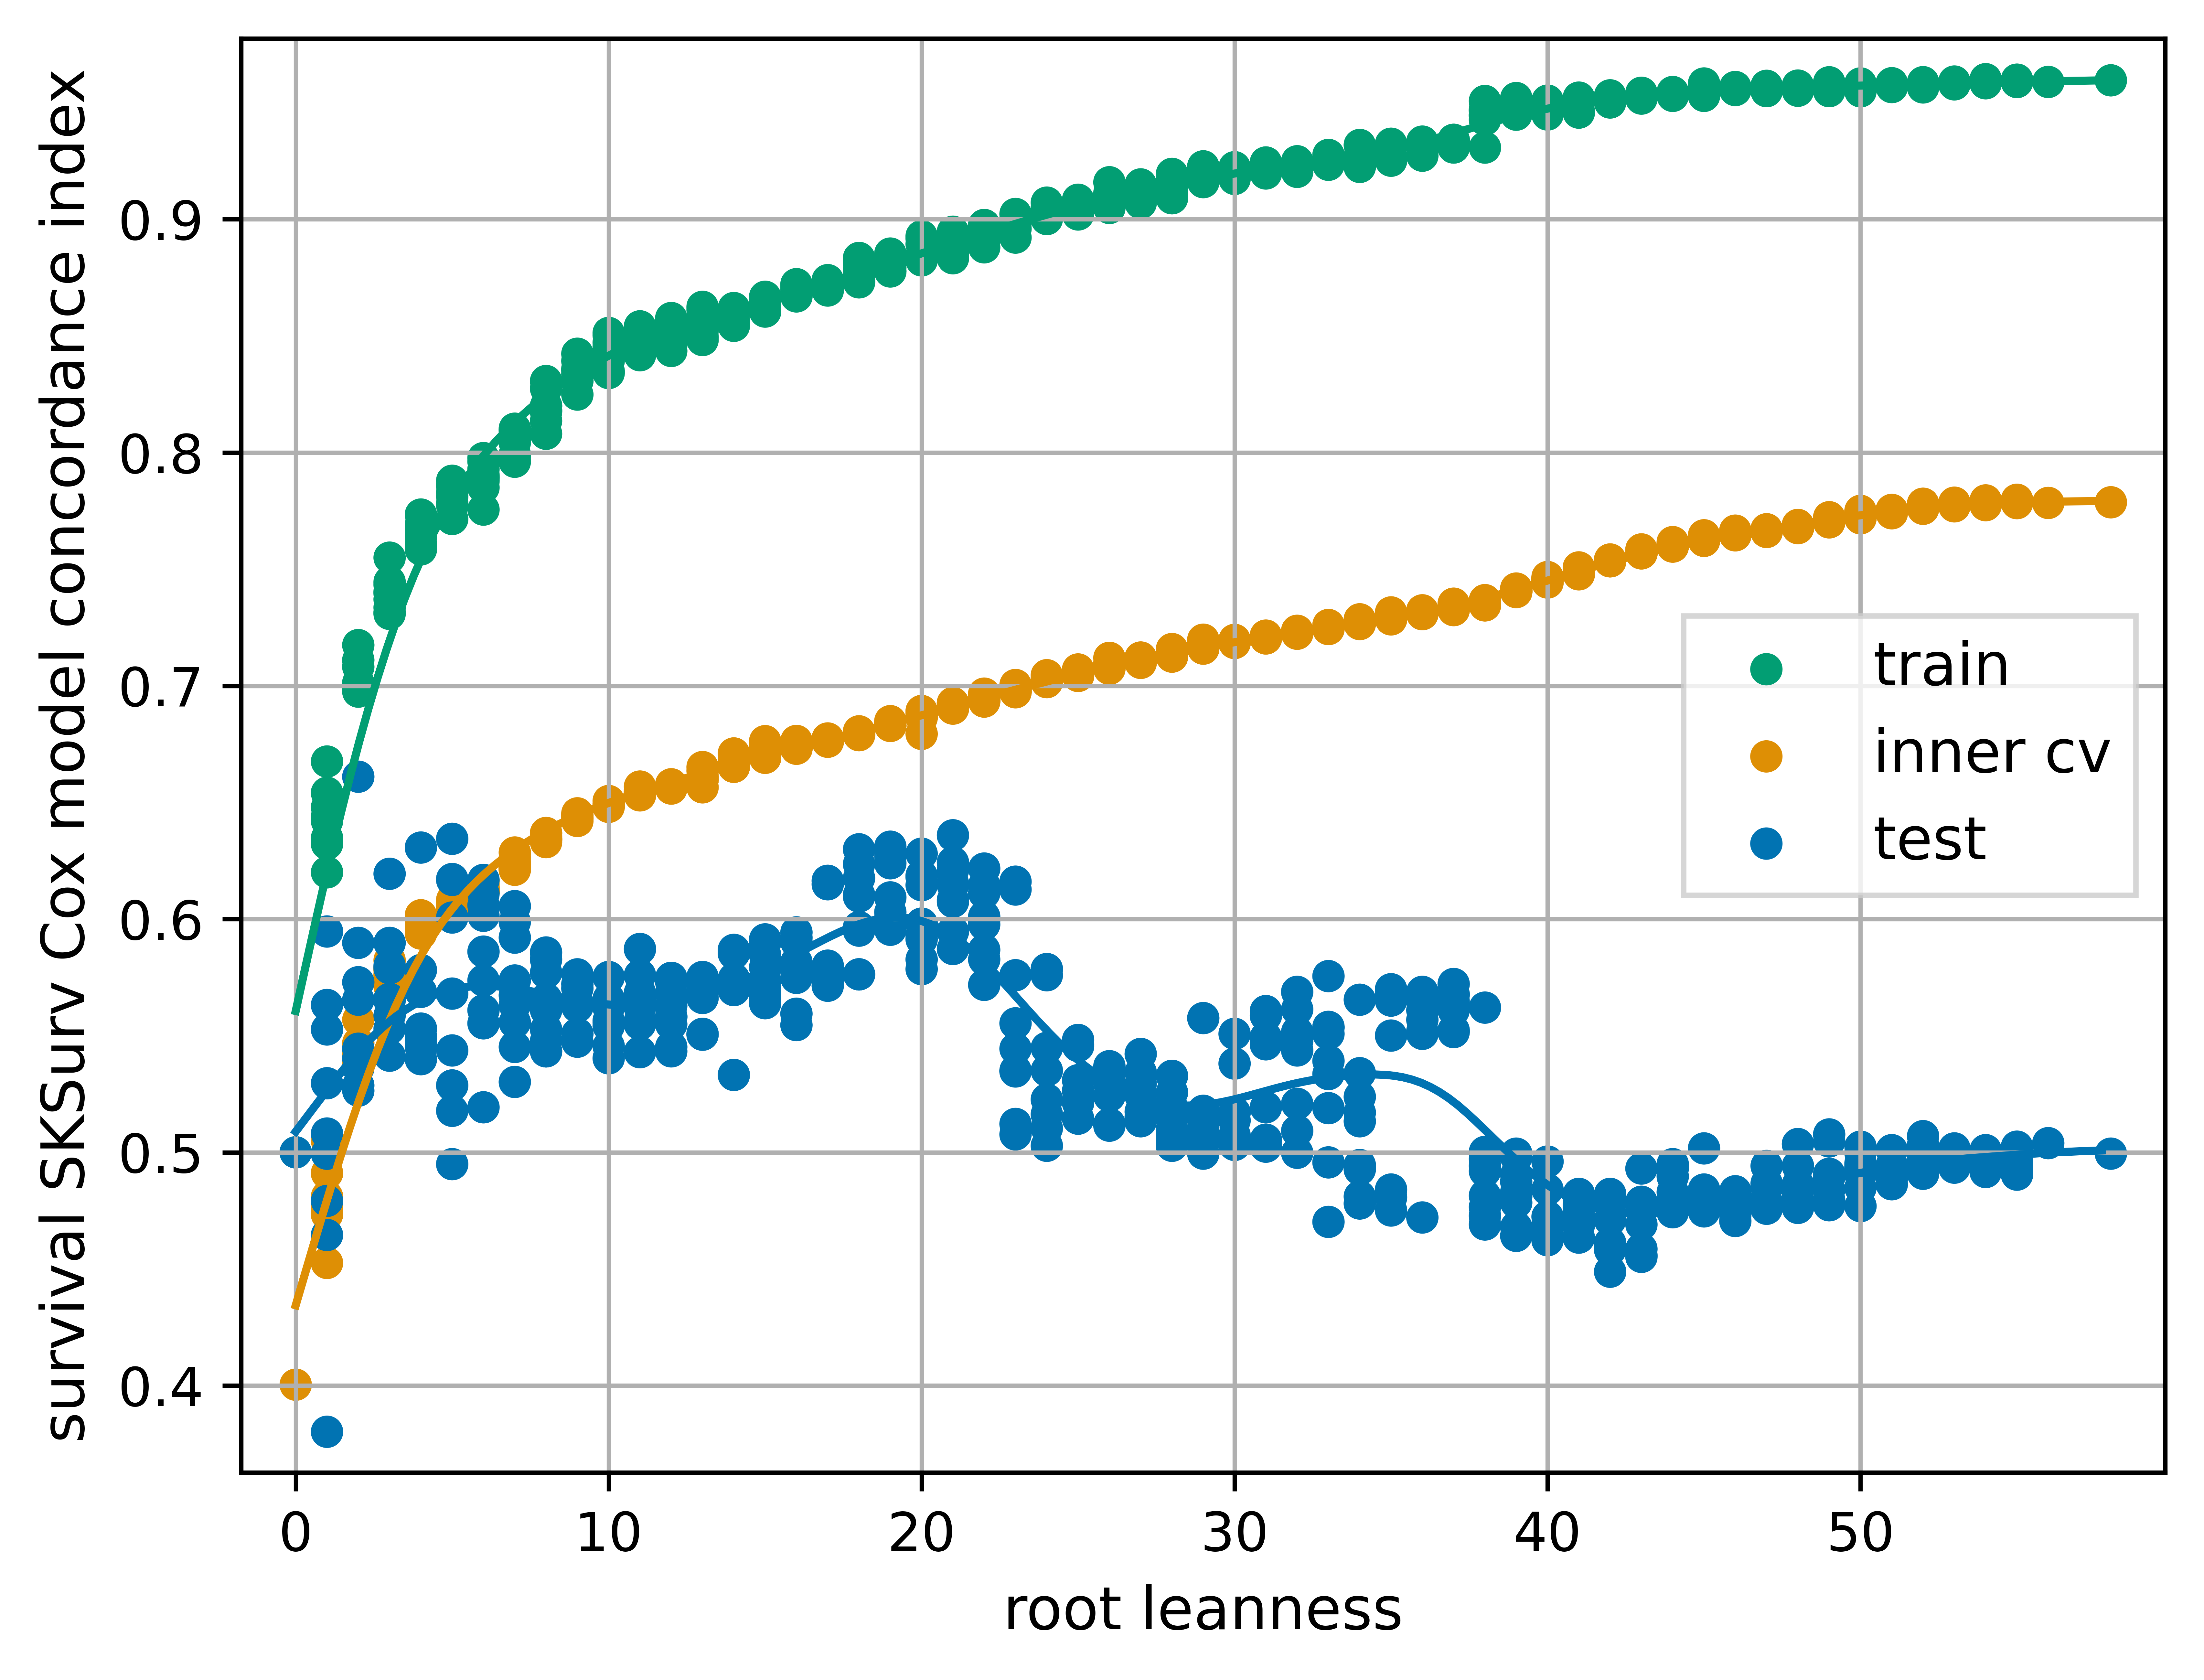 survival SKSurv Cox model concordance index
0.9
0.8
0.7
0.6
0.5
0.4
train
inner cv
test
0 10 20 30 40 50
root leanness